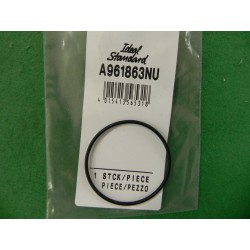 Ideal
Standard
A961863NU
1 STCK/PIECE
PIECE/PEZZO